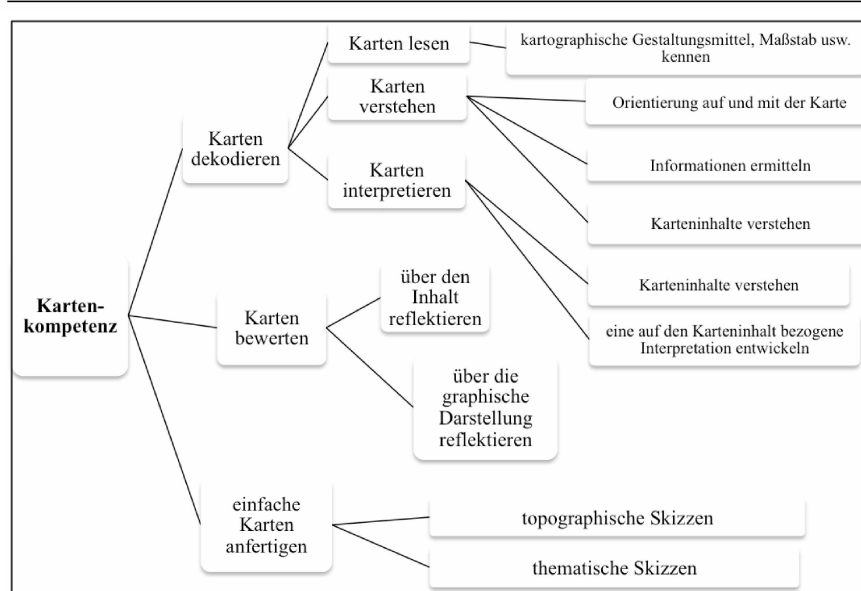 Karten lesen
kartographische Gestaltungsmittel, Maßstab usw.
kennen
Karten
verstehen
Orientierung auf und mit der Karte
Karten
dekodieren
Informationen ermitteln
Karten
interpretieren
Karteninhalte verstehen
Karteninhalte verstehen
eine auf den Karteninhalt bezogene
Interpretation entwickeln
Karten-
kompetenz
Karten
bewerten
über den
Inhalt
reflektieren
über die
graphische
Darstellung
reflektieren
einfache
Karten
anfertigen
topographische Skizzen
thematische Skizzen